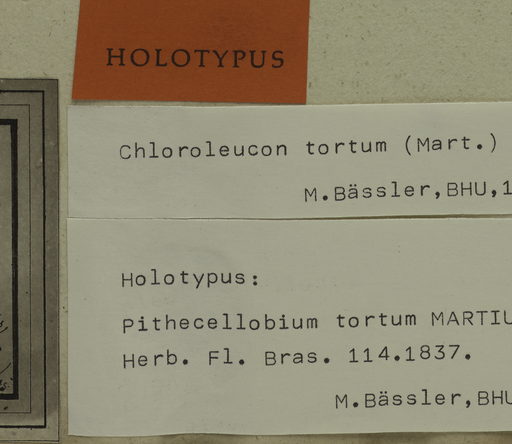 HOLOTYPUS
Chloroleucon tortum (Mart.)
M.Bässler,BHU,1
Holotypus:
Pithecellobium tortum MARTIU
Herb. Fl. Bras. 114.1837.
M.Bässler,BHU